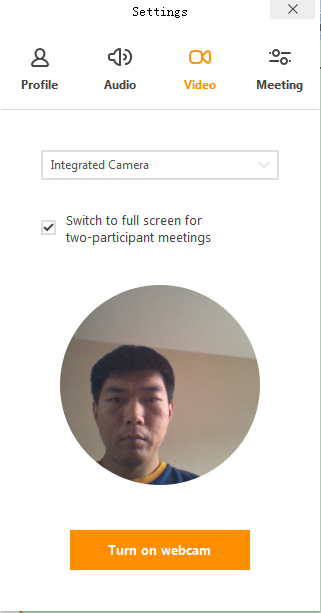 Settings
Profile Audio Video Meeting
Integrated Camera
Switch to full screen for
two-participant meetings
Turn on webcam